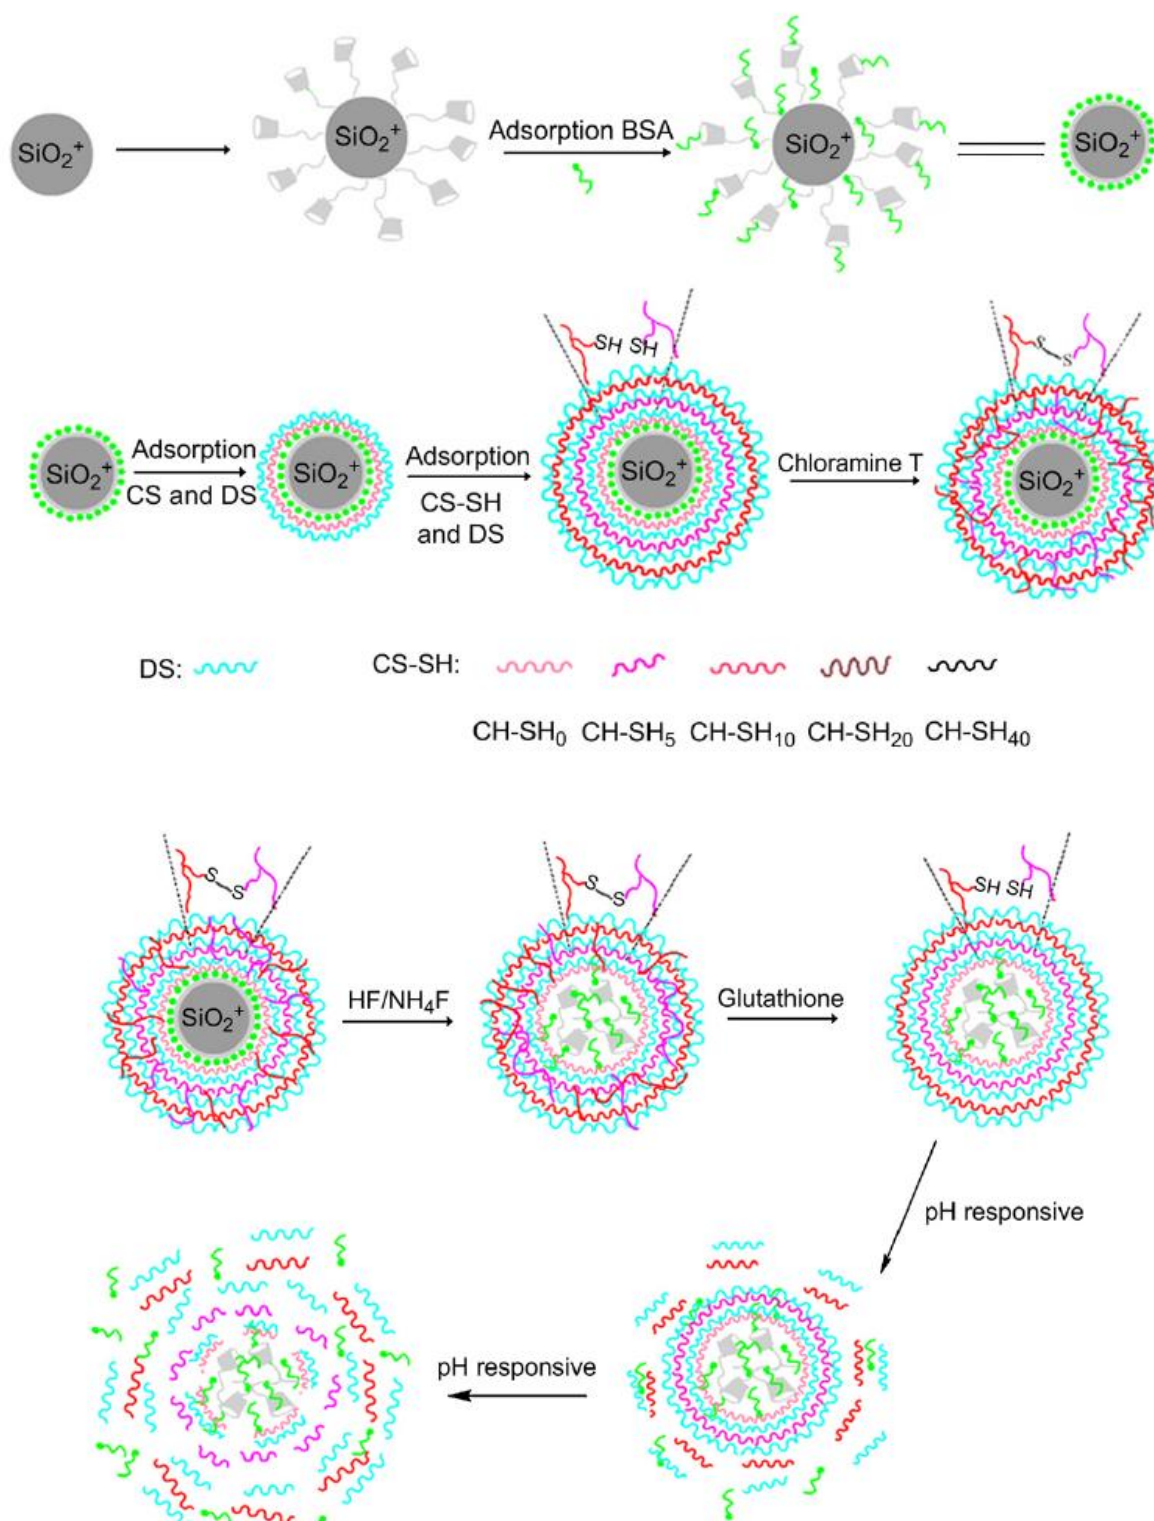 SiO₂⁺
SiO₂⁺
Adsorption BSA
SiO₂⁺
SiO₂⁺
SH SH
S S
SiO₂⁺
Adsorption
CS and DS
SiO₂⁺
Adsorption
CS-SH
and DS
SiO₂⁺
Chloramine T
SiO₂⁺
DS:
CS-SH:
CH-SH₀ CH-SH₅ CH-SH₁₀ CH-SH₂₀ CH-SH₄₀
S S
S S
SH SH
SiO₂⁺
HF/NH₄F
Glutathione
pH responsive
pH responsive